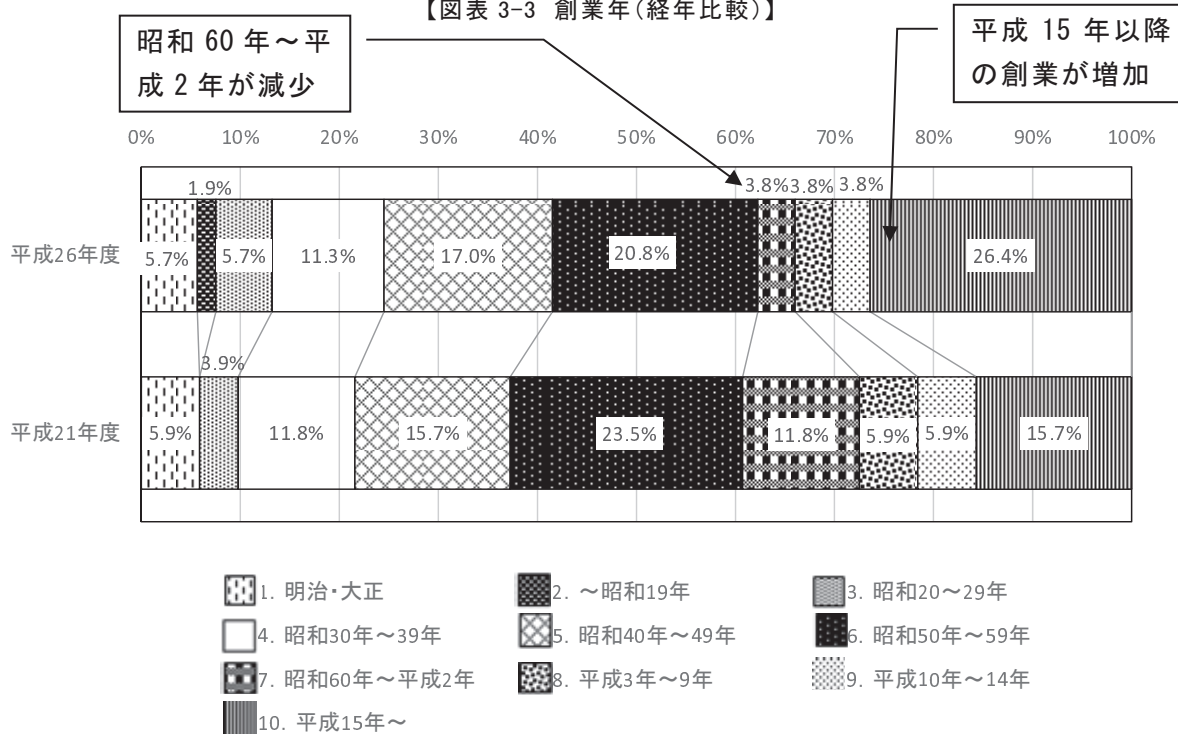 【図表 3-3 創業年(経年比較)】
昭和 60 年～平
成 2 年が減少
平成 15 年以降
の創業が増加
0% 10% 20% 30% 40% 50% 60% 70% 80% 90% 100%
1.9% 3.8% 3.8% 3.8%
平成26年度 5.7% 5.7% 11.3% 17.0% 20.8% 26.4%
3.9%
平成21年度 5.9% 11.8% 15.7% 23.5% 11.8% 5.9% 5.9% 15.7%
1. 明治・大正 2. ～昭和19年 3. 昭和20～29年
4. 昭和30年～39年 5. 昭和40年～49年 6. 昭和50年～59年
7. 昭和60年～平成2年 8. 平成3年～9年 9. 平成10年～14年
10. 平成15年～